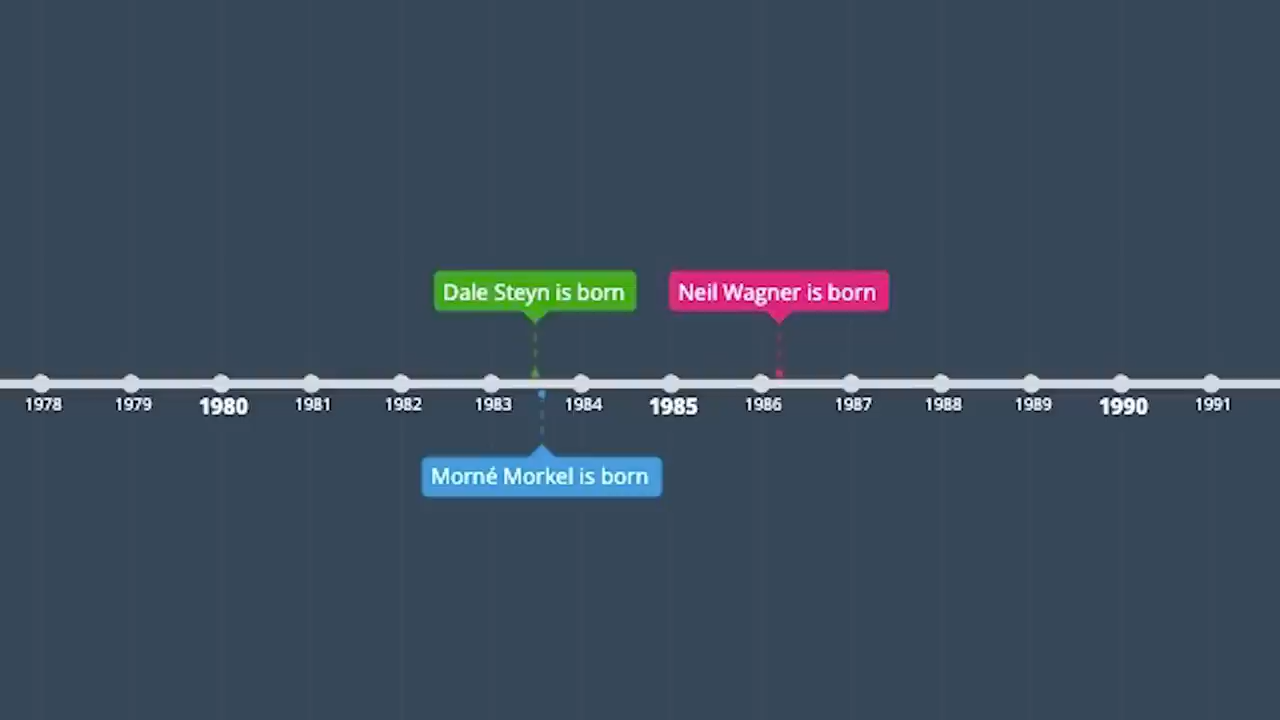 Dale Steyn is born
Neil Wagner is born
1978 1979 1980 1981 1982 1983 1984 1985 1986 1987 1988 1989 1990 1991
Morné Morkel is born